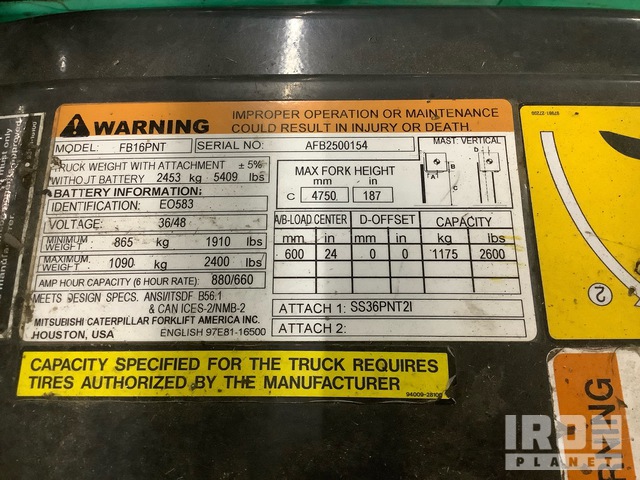 WARNING
IMPROPER OPERATION OR MAINTENANCE
COULD RESULT IN INJURY OR DEATH.
MODEL: FB16PNT
SERIAL NO: AFB2500154
MAST: VERTICAL
TRUCK WEIGHT WITH ATTACHMENT ± 5%
WITHOUT BATTERY 2453 kg 5409 lbs
BATTERY INFORMATION:
IDENTIFICATION: EO583
VOLTAGE: 36/48
MINIMUM WEIGHT 865 kg 1910 lbs
MAXIMUM WEIGHT: 1090 kg 2400 lbs
AMP HOUR CAPACITY (6 HOUR RATE): 880/660
MEETS DESIGN SPECS. ANSI/ITSDF B56.1
& CAN ICES-2/NMB-2
MITSUBISHI CATERPILLAR FORKLIFT AMERICA INC.
HOUSTON, USA ENGLISH 97E81-16500
MAX FORK HEIGHT
mm in
C 4750 187
A/B-LOAD CENTER D-OFFSET CAPACITY
mm in mm in kg lbs
600 24 0 0 1175 2600
ATTACH 1: SS36PNT2I
ATTACH 2:
CAPACITY SPECIFIED FOR THE TRUCK REQUIRES
TIRES AUTHORIZED BY THE MANUFACTURER
94009-28100
2
IRON
PLANET